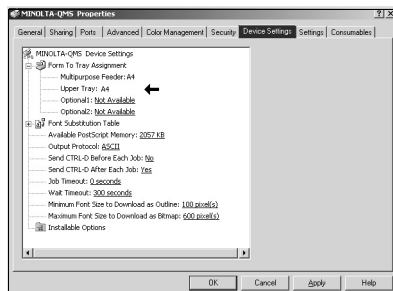 MINOLTA-QMS Properties
General Sharing Ports Advanced Color Management Security Device Settings Settings Consumables
MINOLTA-QMS Device Settings
Form To Tray Assignment
Multipurpose Feeder: A4
Upper Tray: A4
Optional1: Not Available
Optional2: Not Available
Font Substitution Table
Available PostScript Memory: 2057 KB
Output Protocol: ASCII
Send CTRL-D Before Each Job: No
Send CTRL-D After Each Job: Yes
Job Timeout: 0 seconds
Wait Timeout: 300 seconds
Minimum Font Size to Download as Outline: 100 pixel(s)
Maximum Font Size to Download as Bitmap: 600 pixel(s)
Installable Options
OK Cancel Apply Help